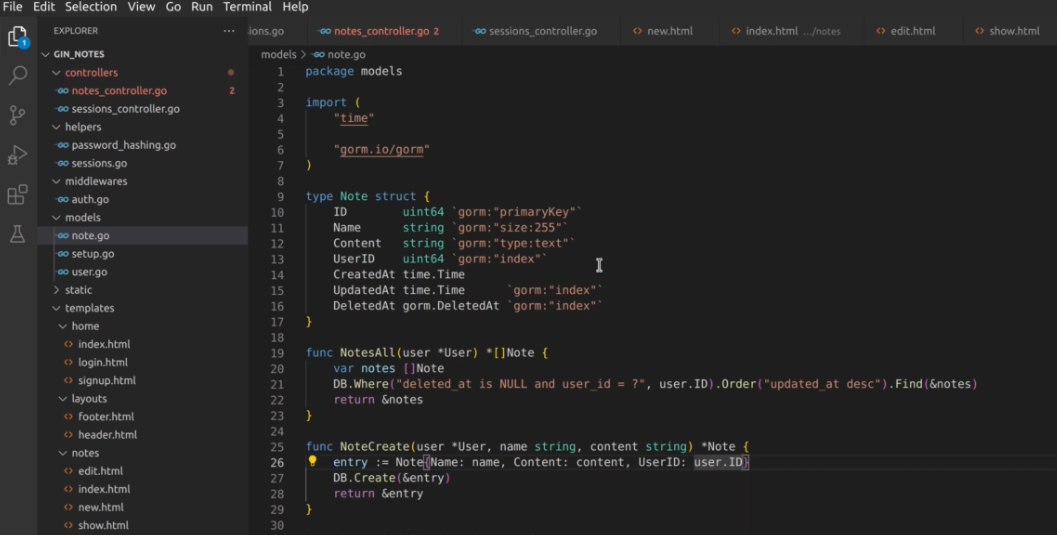 File Edit Selection View Go Run Terminal Help
EXPLORER ...
ions.go notes_controller.go 2 sessions_controller.go new.html index.html .../notes edit.html show.html
1
GIN_NOTES
controllers
notes_controller.go 2
sessions_controller.go
helpers
password_hashing.go
sessions.go
middlewares
auth.go
models
note.go
setup.go
user.go
static
templates
home
index.html
login.html
signup.html
layouts
footer.html
header.html
notes
edit.html
index.html
new.html
show.html
models > note.go
1 package models
2
3 import (
4 "time"
5
6 "gorm.io/gorm"
7 )
8
9 type Note struct {
10 ID uint64 `gorm:"primaryKey"`
11 Name string `gorm:"size:255"`
12 Content string `gorm:"type:text"`
13 UserID uint64 `gorm:"index"`
14 CreatedAt time.Time
15 UpdatedAt time.Time `gorm:"index"`
16 DeletedAt gorm.DeletedAt `gorm:"index"`
17 }
18
19 func NotesAll(user *User) *[]Note {
20 var notes []Note
21 DB.Where("deleted_at is NULL and user_id = ?", user.ID).Order("updated_at desc").Find(&notes)
22 return &notes
23 }
24
25 func NoteCreate(user *User, name string, content string) *Note {
26 entry := Note{Name: name, Content: content, UserID: user.ID}
27 DB.Create(&entry)
28 return &entry
29 }
30